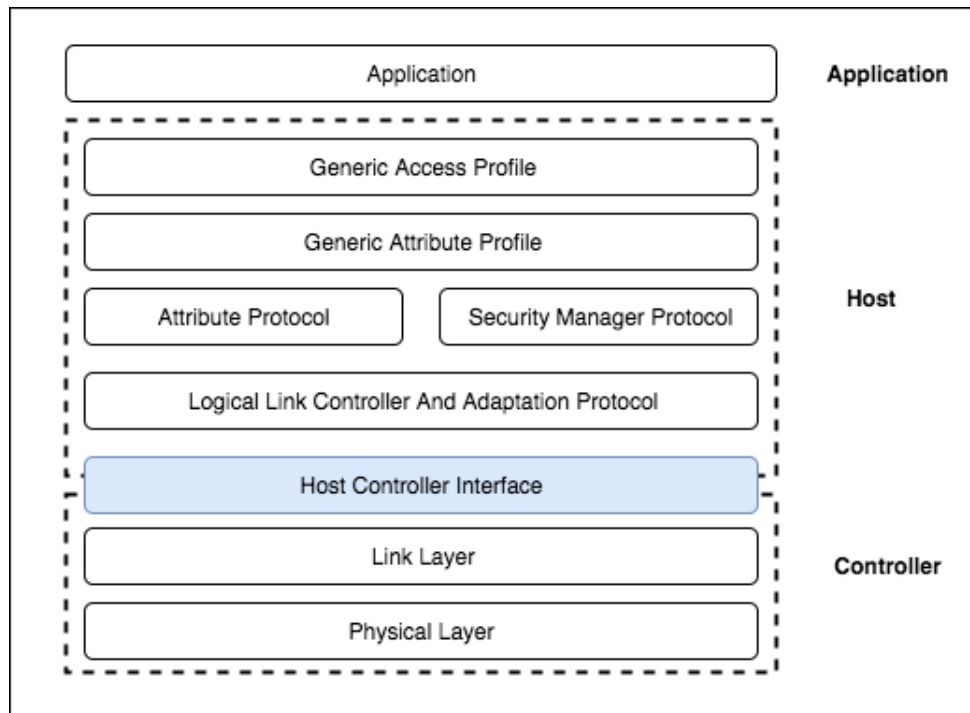 Application
Application
Generic Access Profile
Generic Attribute Profile
Attribute Protocol
Security Manager Protocol
Host
Logical Link Controller And Adaptation Protocol
Host Controller Interface
Link Layer
Controller
Physical Layer